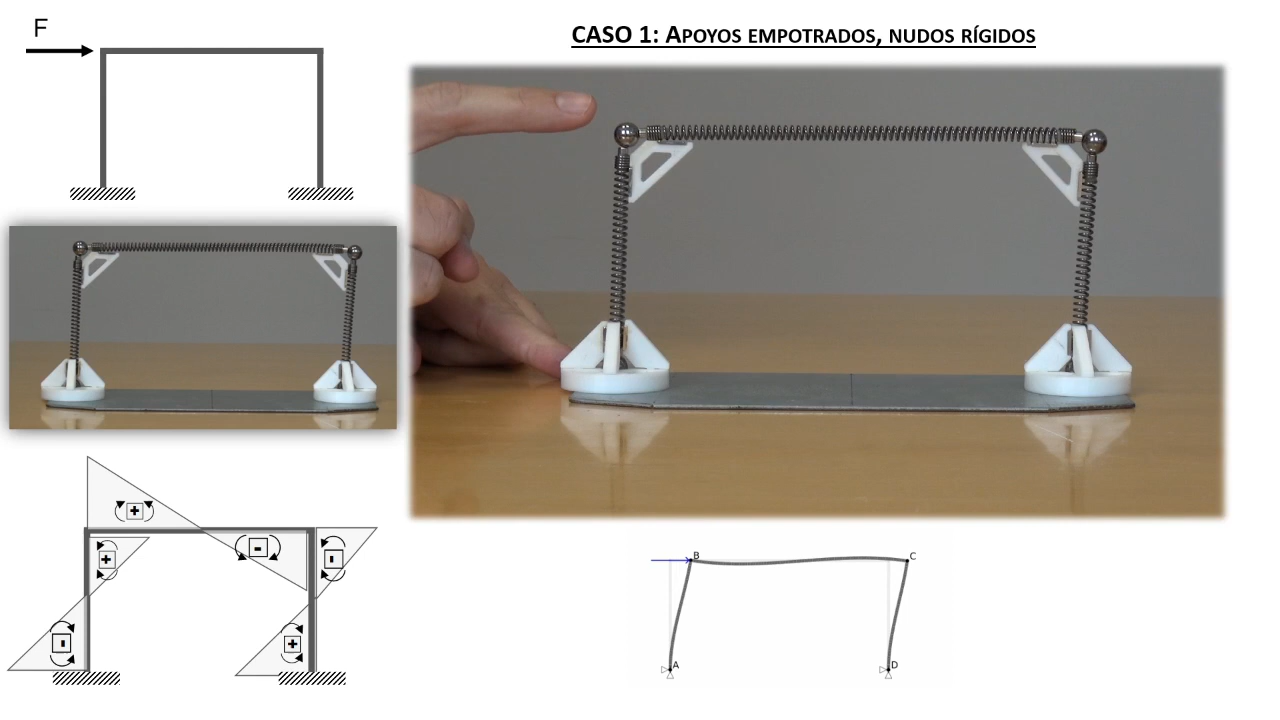 F
CASO 1: APOYOS EMPOTRADOS, NUDOS RÍGIDOS
+
-
+
-
-
+
B
C
A
D